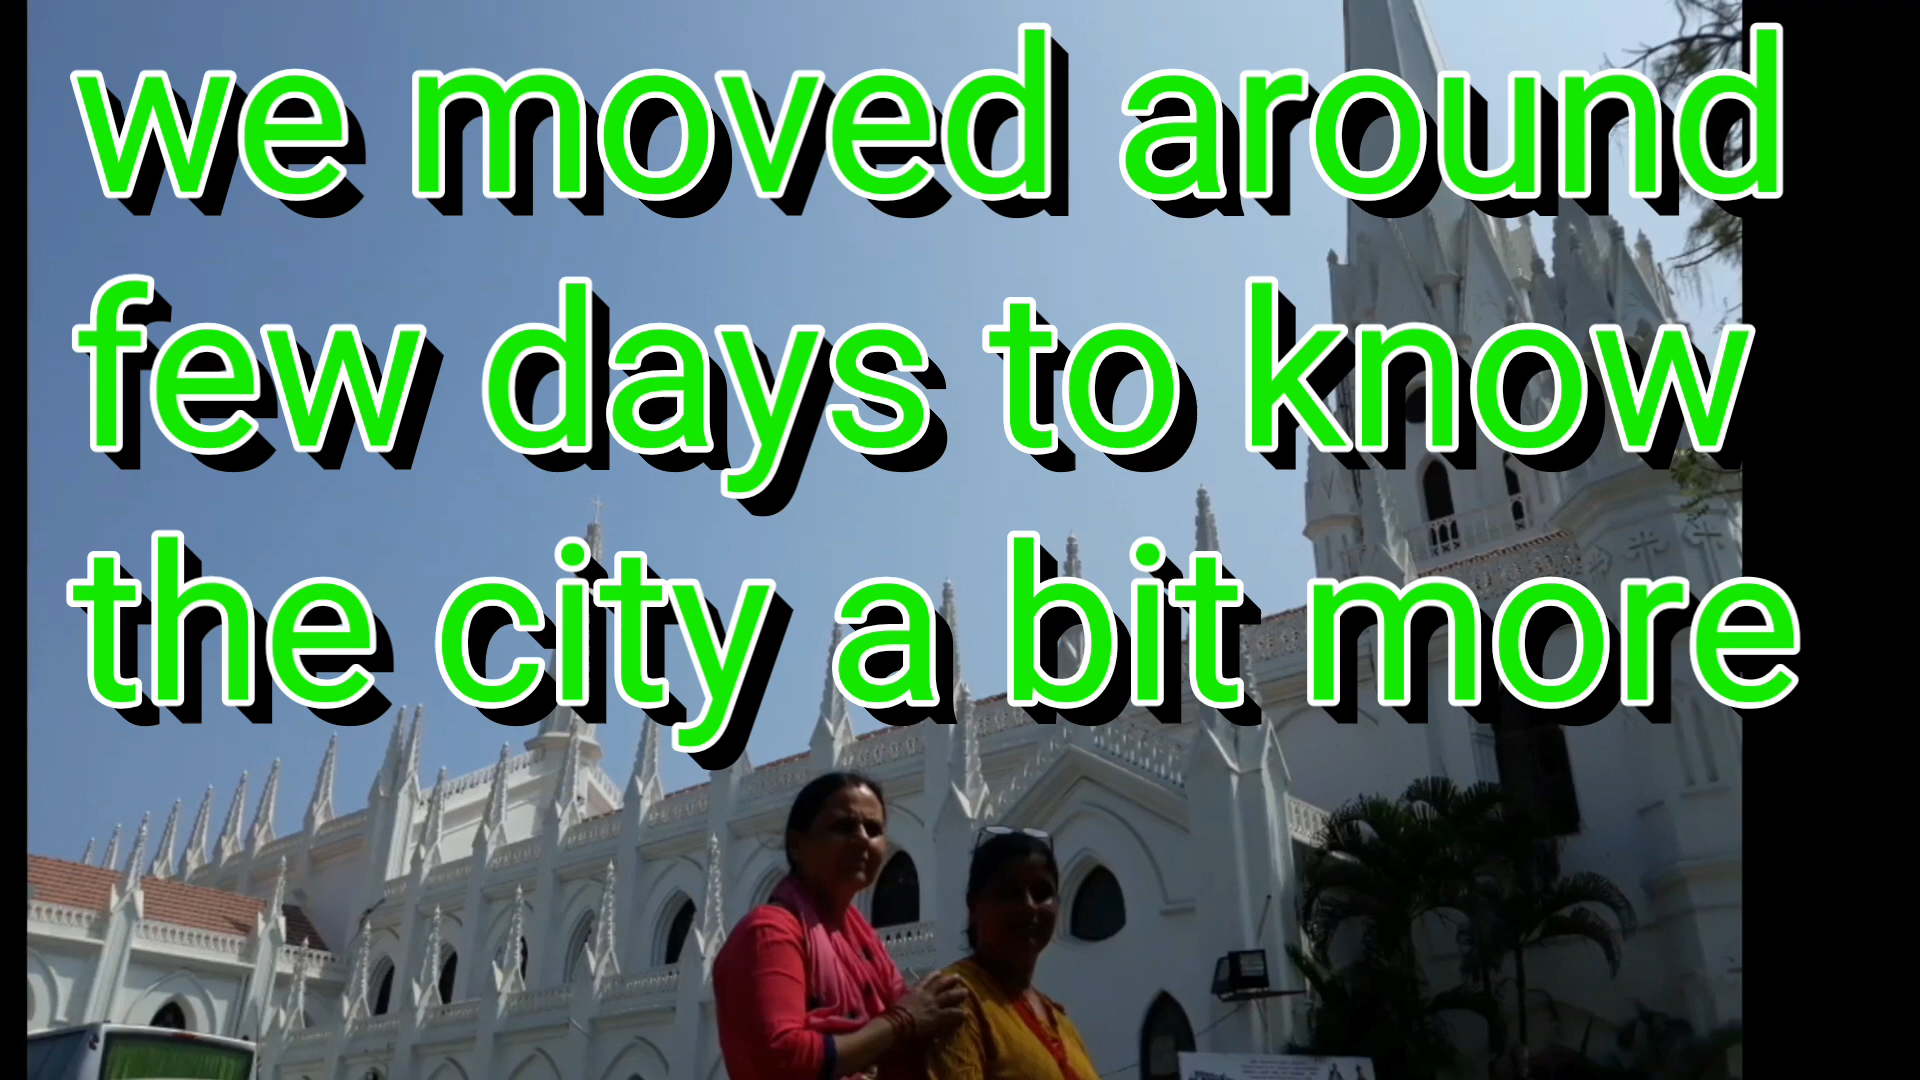 we moved around
few days to know
the city a bit more